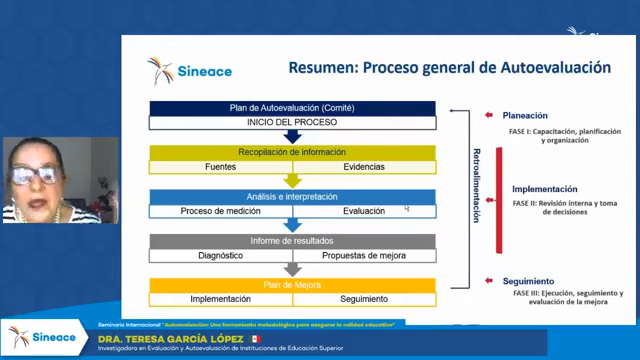 Sineace
Sineace
Resumen: Proceso general de Autoevaluación
Plan de Autoevaluación (Comité)
INICIO DEL PROCESO
Recopilación de información
Fuentes
Evidencias
Análisis e interpretación
Proceso de medición
Evaluación
Informe de resultados
Diagnóstico
Propuestas de mejora
Plan de Mejora
Implementación
Seguimiento
Retroalimentación
Planeación
FASE I: Capacitación, planificación
y organización
Implementación
FASE II: Revisión interna y toma
de decisiones
Seguimiento
FASE III: Ejecución, seguimiento y
evaluación de la mejora
Seminario Internacional "Autoevaluación: Una herramienta metodológica para asegurar la calidad educativa"
Sineace
DRA. TERESA GARCÍA LÓPEZ
Investigadora en Evaluación y Autoevaluación de Instituciones de Educación Superior